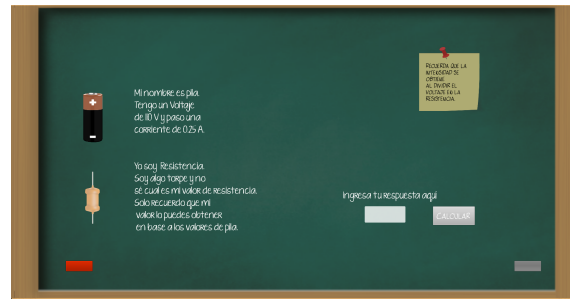 Mi nombre es pila.
Tengo un Voltaje
de 110 V y paso una
corriente de 0.25 A.
RECUERDA QUE LA
INTENSIDAD SE
OBTIENE
AL DIVIDIR EL
VOLTAJE EN LA
RESISTENCIA.
Yo soy Resistencia.
Soy algo torpe y no
sé cual es mi valor de resistencia.
Solo recuerdo que mi
valor lo puedes obtener
en base a los valores de pila.
Ingresa tu respuesta aquí
CALCULAR